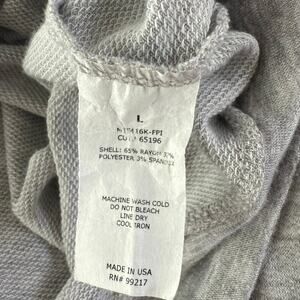 L
CUT# 65196
SHELL: 65% RAYON 32%
POLYESTER 3% SPANDEX
MACHINE WASH COLD
DO NOT BLEACH
LINE DRY
COOL IRON
MADE IN USA
RN# 99217